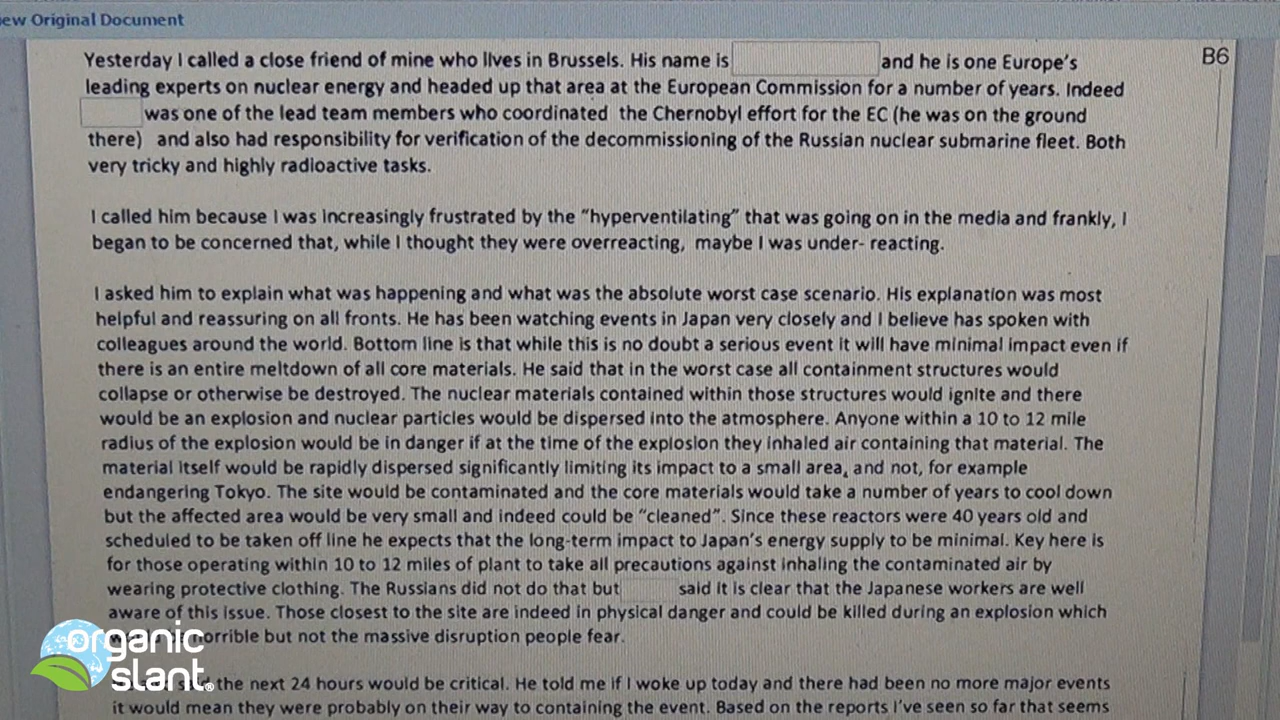 ew Original Document
B6
Yesterday I called a close friend of mine who lives in Brussels. His name is and he is one Europe's
leading experts on nuclear energy and headed up that area at the European Commission for a number of years. Indeed
was one of the lead team members who coordinated the Chernobyl effort for the EC (he was on the ground
there) and also had responsibility for verification of the decommissioning of the Russian nuclear submarine fleet. Both
very tricky and highly radioactive tasks.
I called him because I was increasingly frustrated by the "hyperventilating" that was going on in the media and frankly, I
began to be concerned that, while I thought they were overreacting, maybe I was under- reacting.
I asked him to explain what was happening and what was the absolute worst case scenario. His explanation was most
helpful and reassuring on all fronts. He has been watching events in Japan very closely and I believe has spoken with
colleagues around the world. Bottom line is that while this is no doubt a serious event it will have minimal impact even if
there is an entire meltdown of all core materials. He said that in the worst case all containment structures would
collapse or otherwise be destroyed. The nuclear materials contained within those structures would ignite and there
would be an explosion and nuclear particles would be dispersed into the atmosphere. Anyone within a 10 to 12 mile
radius of the explosion would be in danger if at the time of the explosion they inhaled air containing that material. The
material itself would be rapidly dispersed significantly limiting its impact to a small area, and not, for example
endangering Tokyo. The site would be contaminated and the core materials would take a number of years to cool down
but the affected area would be very small and indeed could be "cleaned". Since these reactors were 40 years old and
scheduled to be taken off line he expects that the long-term impact to Japan's energy supply to be minimal. Key here is
for those operating within 10 to 12 miles of plant to take all precautions against inhaling the contaminated air by
wearing protective clothing. The Russians did not do that but said it is clear that the Japanese workers are well
aware of this issue. Those closest to the site are indeed in physical danger and could be killed during an explosion which
horrible but not the massive disruption people fear.
the next 24 hours would be critical. He told me if I woke up today and there had been no more major events
it would mean they were probably on their way to containing the event. Based on the reports I've seen so far that seems
organic
slant®